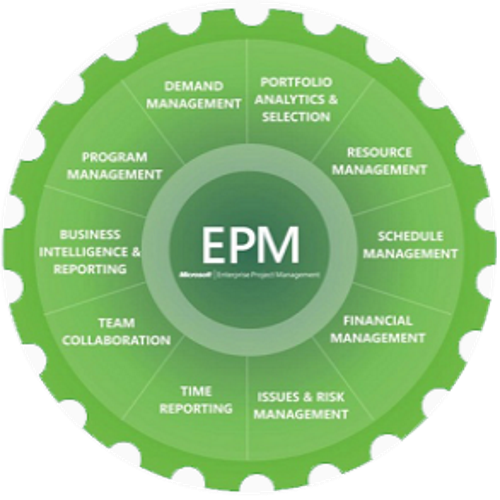 DEMAND
MANAGEMENT
PORTFOLIO
ANALYTICS &
SELECTION
RESOURCE
MANAGEMENT
SCHEDULE
MANAGEMENT
FINANCIAL
MANAGEMENT
ISSUES & RISK
MANAGEMENT
TIME
REPORTING
TEAM
COLLABORATION
BUSINESS
INTELLIGENCE &
REPORTING
PROGRAM
MANAGEMENT
EPM
Microsoft | Enterprise Project Management